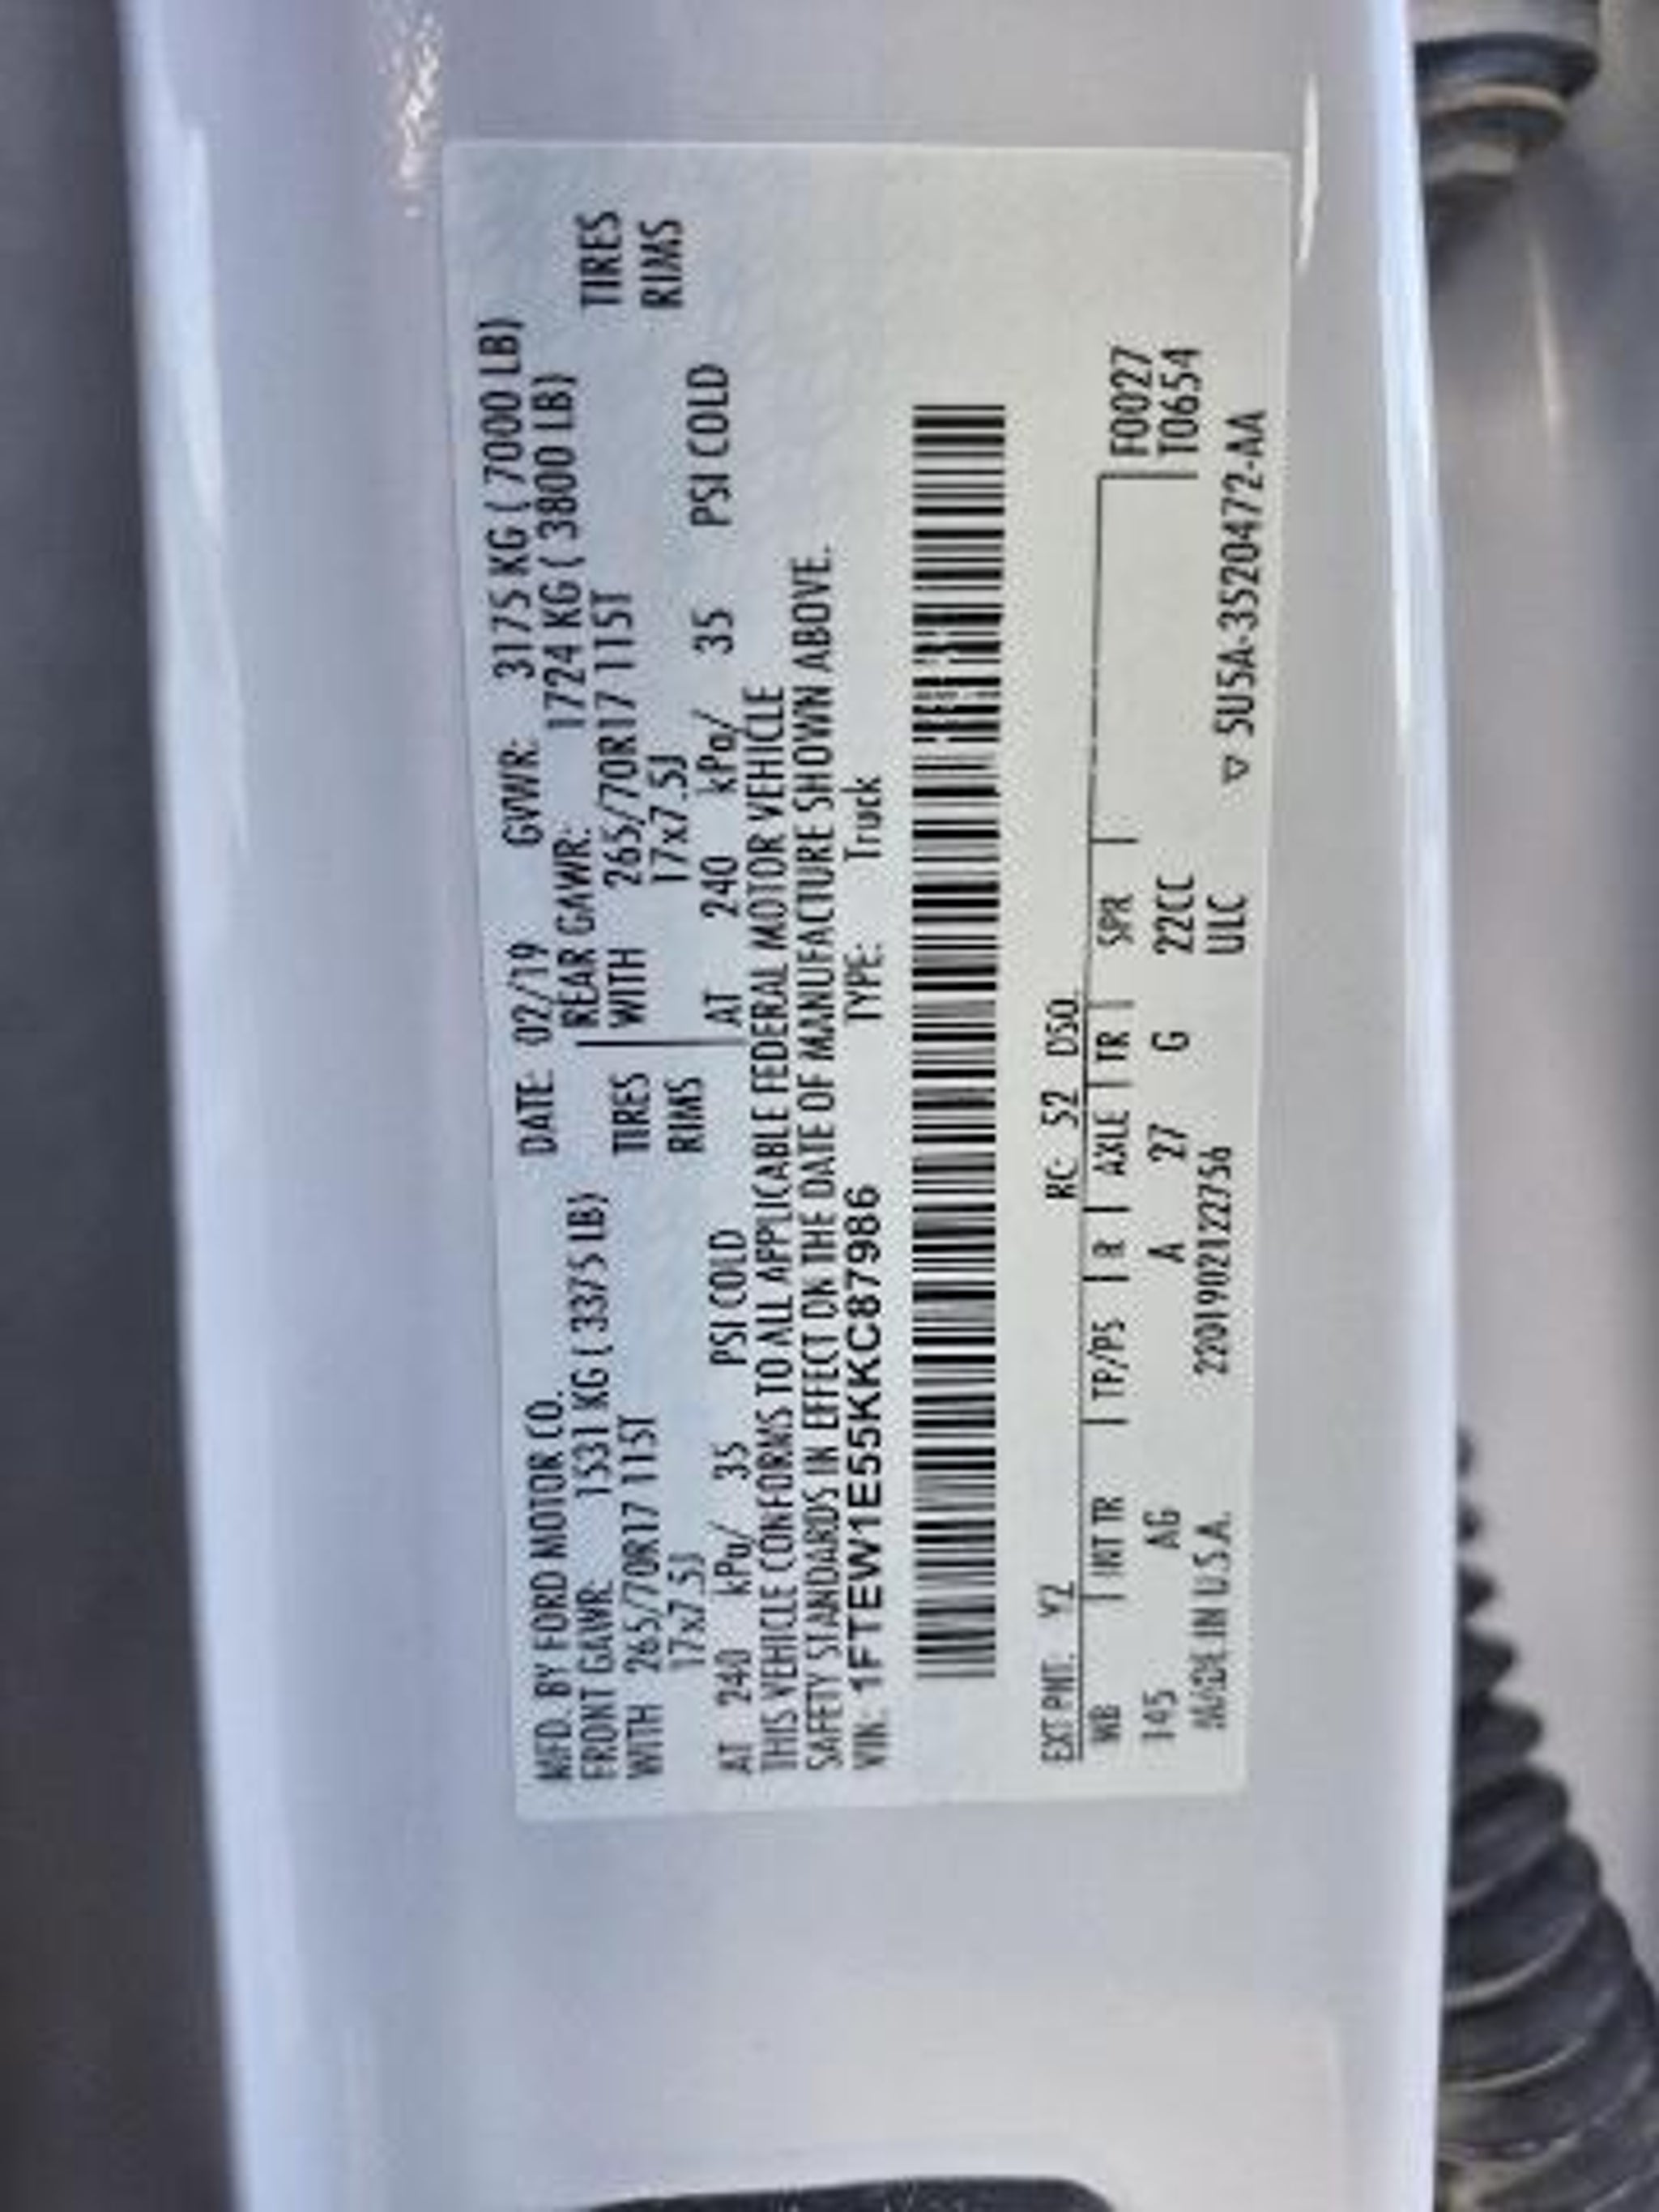 MFD. BY FORD MOTOR CO. DATE: 02/19 GVWR: 3175 KG ( 7000 LB)
FRONT GAWR: 1531 KG ( 3375 LB) REAR GAWR: 1724 KG ( 3800 LB)
WITH 265/70R17 115T TIRES WITH 265/70R17 115T TIRES
17x7.5J RIMS 17x7.5J RIMS
AT 240 kPa/ 35 PSI COLD AT 240 kPa/ 35 PSI COLD
THIS VEHICLE CONFORMS TO ALL APPLICABLE FEDERAL MOTOR VEHICLE
SAFETY STANDARDS IN EFFECT ON THE DATE OF MANUFACTURE SHOWN ABOVE.
VIN: 1FTEW1E55KKC87986 TYPE: Truck
EXT PNT: YZ RC: 52 DSO:
WB | INT TR | TP/PS | R | AXLE | TR | SPR | F0027
145 AG A 27 G 22CC T0654
MADE IN U.S.A. 2201902122756 ULC ▽ 5U5A-3520472-AA